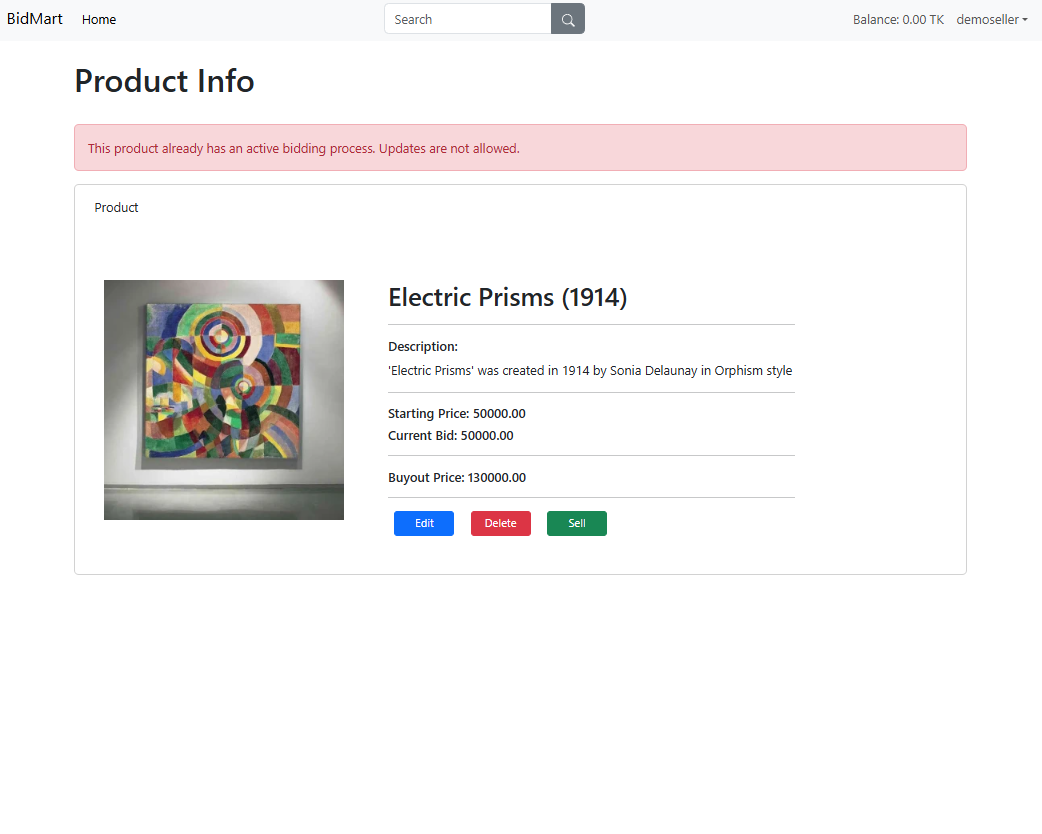 BidMart Home Search Balance: 0.00 TK demoseller
Product Info
This product already has an active bidding process. Updates are not allowed.
Product
Electric Prisms (1914)
Description:
'Electric Prisms' was created in 1914 by Sonia Delaunay in Orphism style
Starting Price: 50000.00
Current Bid: 50000.00
Buyout Price: 130000.00
Edit Delete Sell